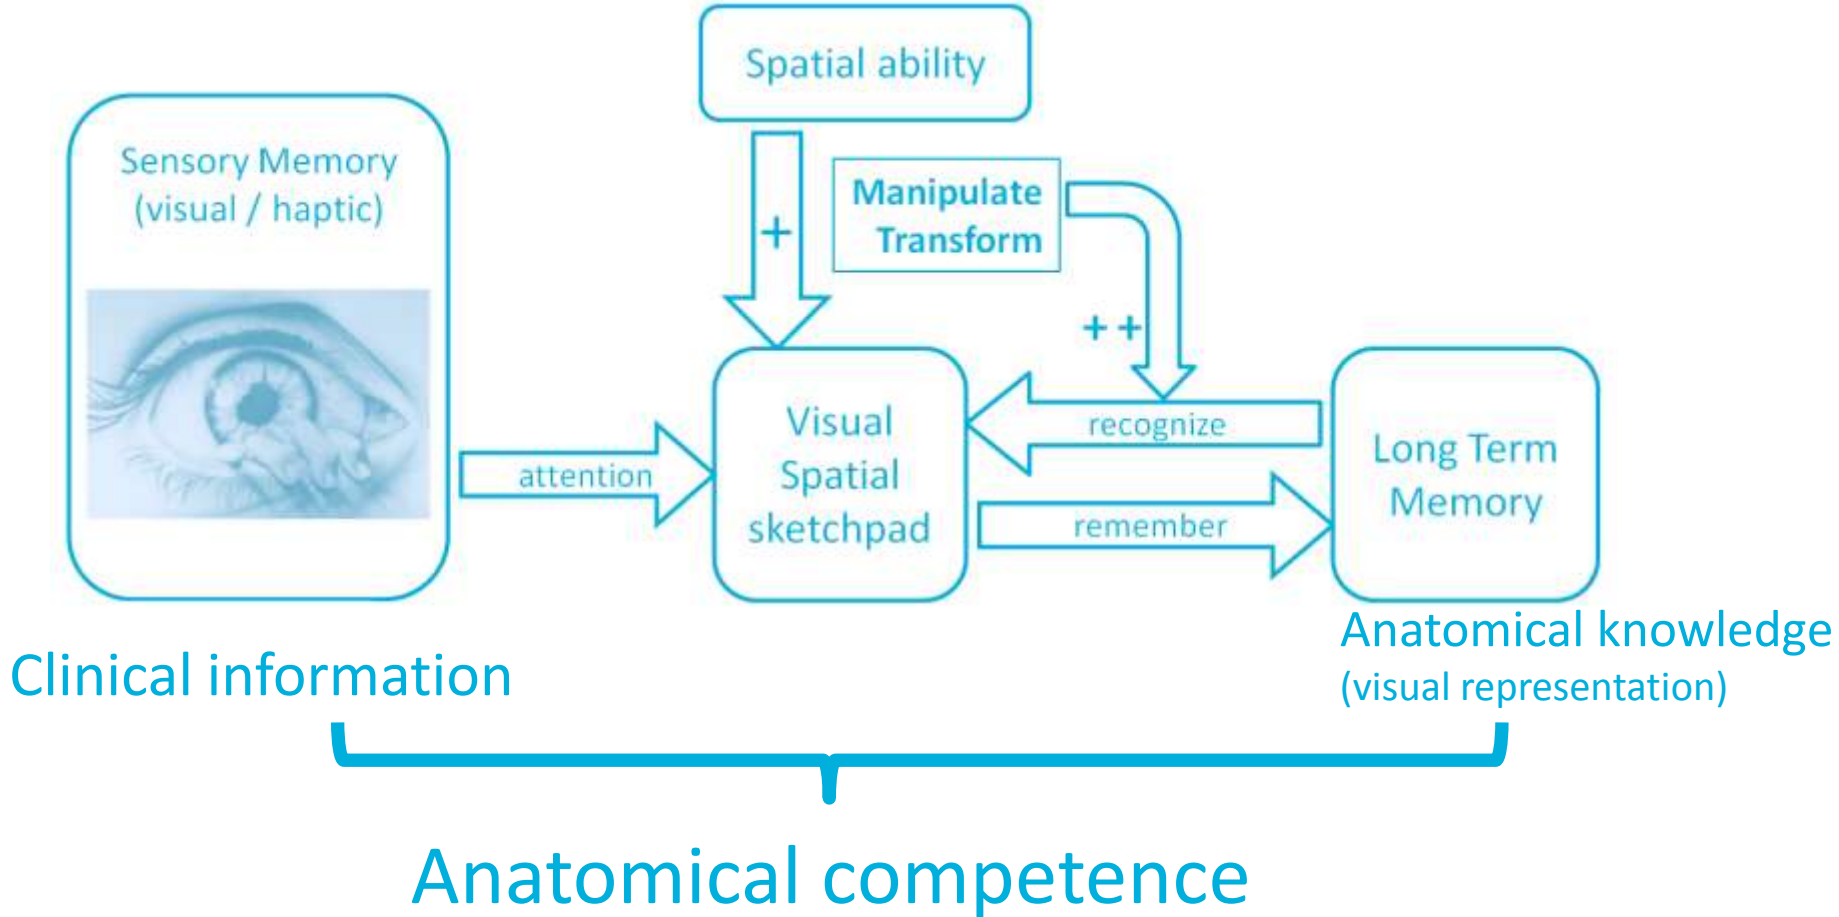 Spatial ability
Sensory Memory
(visual / haptic)
+
Manipulate
Transform
+ +
attention
Visual
Spatial
sketchpad
recognize
remember
Long Term
Memory
Clinical information
Anatomical knowledge
(visual representation)
Anatomical competence